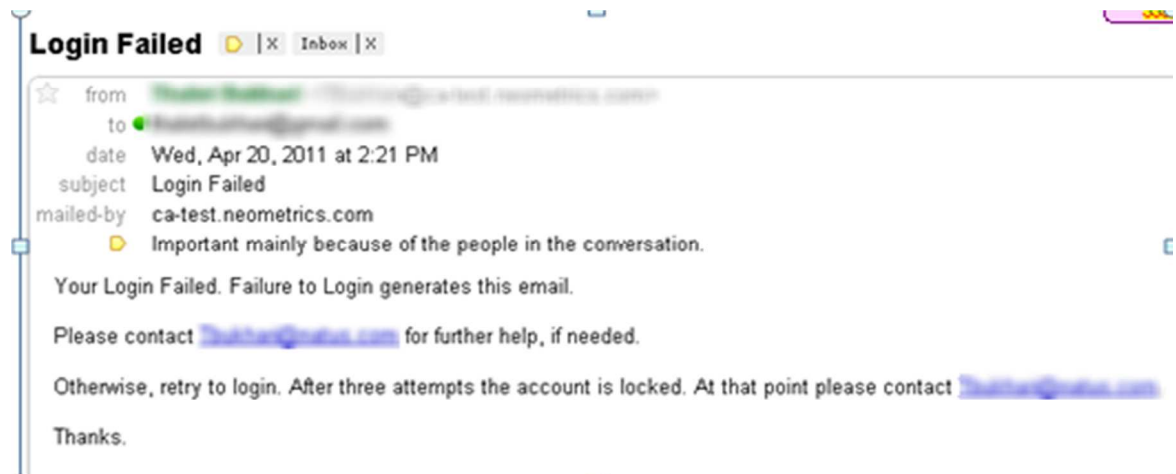 Login Failed | X Inbox | X
from
to
date Wed, Apr 20, 2011 at 2:21 PM
subject Login Failed
mailed-by ca-test.neometrics.com
Important mainly because of the people in the conversation.
Your Login Failed. Failure to Login generates this email.
Please contact for further help, if needed.
Otherwise, retry to login. After three attempts the account is locked. At that point please contact
Thanks.